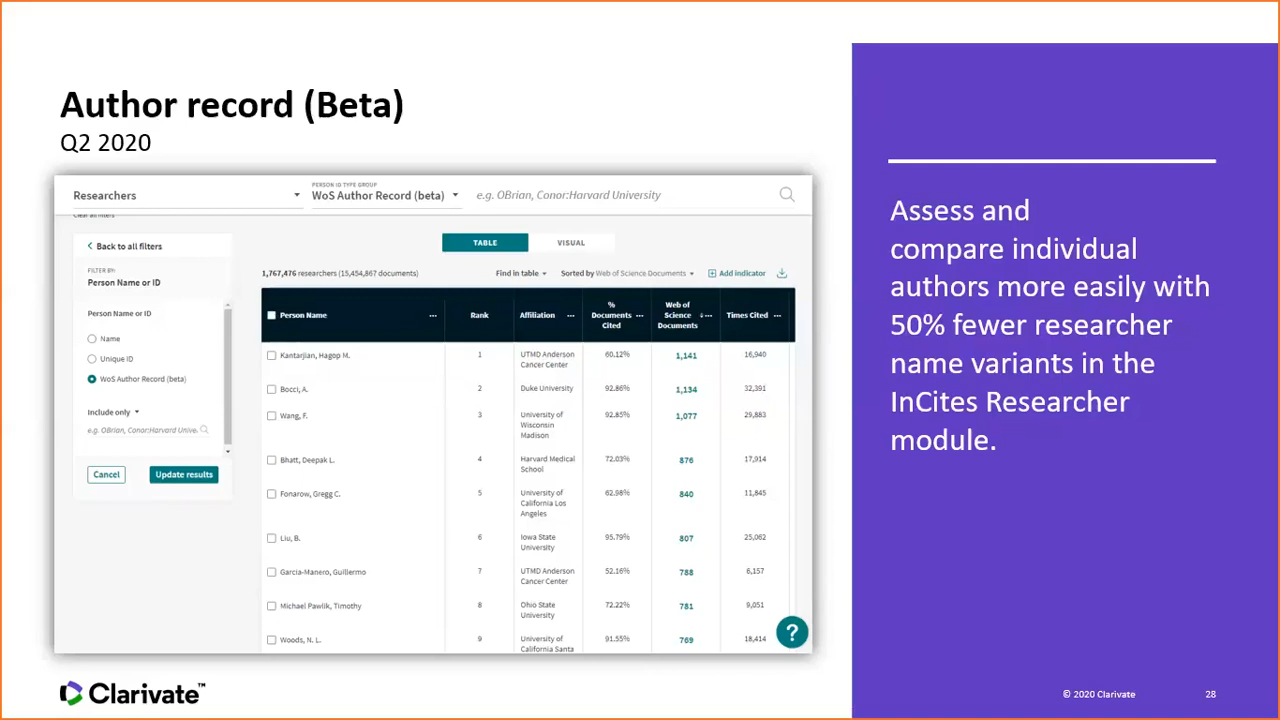 Author record (Beta)
Q2 2020
Researchers
PERSON ID TYPE GROUP
WoS Author Record (beta)
e.g. OBrian, Conor:Harvard University
Clear all filters
Back to all filters
FILTER BY:
Person Name or ID
Person Name or ID
Name
Unique ID
WoS Author Record (beta)
Include only
e.g. OBrian, Conor:Harvard Unive.
Cancel
Update results
TABLE
VISUAL
1,767,476 researchers (15,454,867 documents)
Find in table
Sorted by Web of Science Documents
Add indicator
Person Name
Rank
Affiliation
% Documents Cited
Web of Science Documents
Times Cited
Kantarjian, Hagop M. 1 UTMD Anderson Cancer Center 60.12% 1,141 16,940
Bocci, A. 2 Duke University 92.86% 1,134 32,391
Wang, F. 3 University of Wisconsin Madison 92.85% 1,077 29,883
Bhatt, Deepak L. 4 Harvard Medical School 72.03% 876 17,914
Fonarow, Gregg C. 5 University of California Los Angeles 62.98% 840 11,845
Liu, B. 6 Iowa State University 95.79% 807 25,062
Garcia-Manero, Guillermo 7 UTMD Anderson Cancer Center 52.16% 788 6,157
Michael Pawlik, Timothy 8 Ohio State University 72.22% 781 9,051
Woods, N. L. 9 University of California Santa 91.55% 769 18,414
?
Assess and
compare individual
authors more easily with
50% fewer researcher
name variants in the
InCites Researcher
module.
Clarivate™
© 2020 Clarivate
28